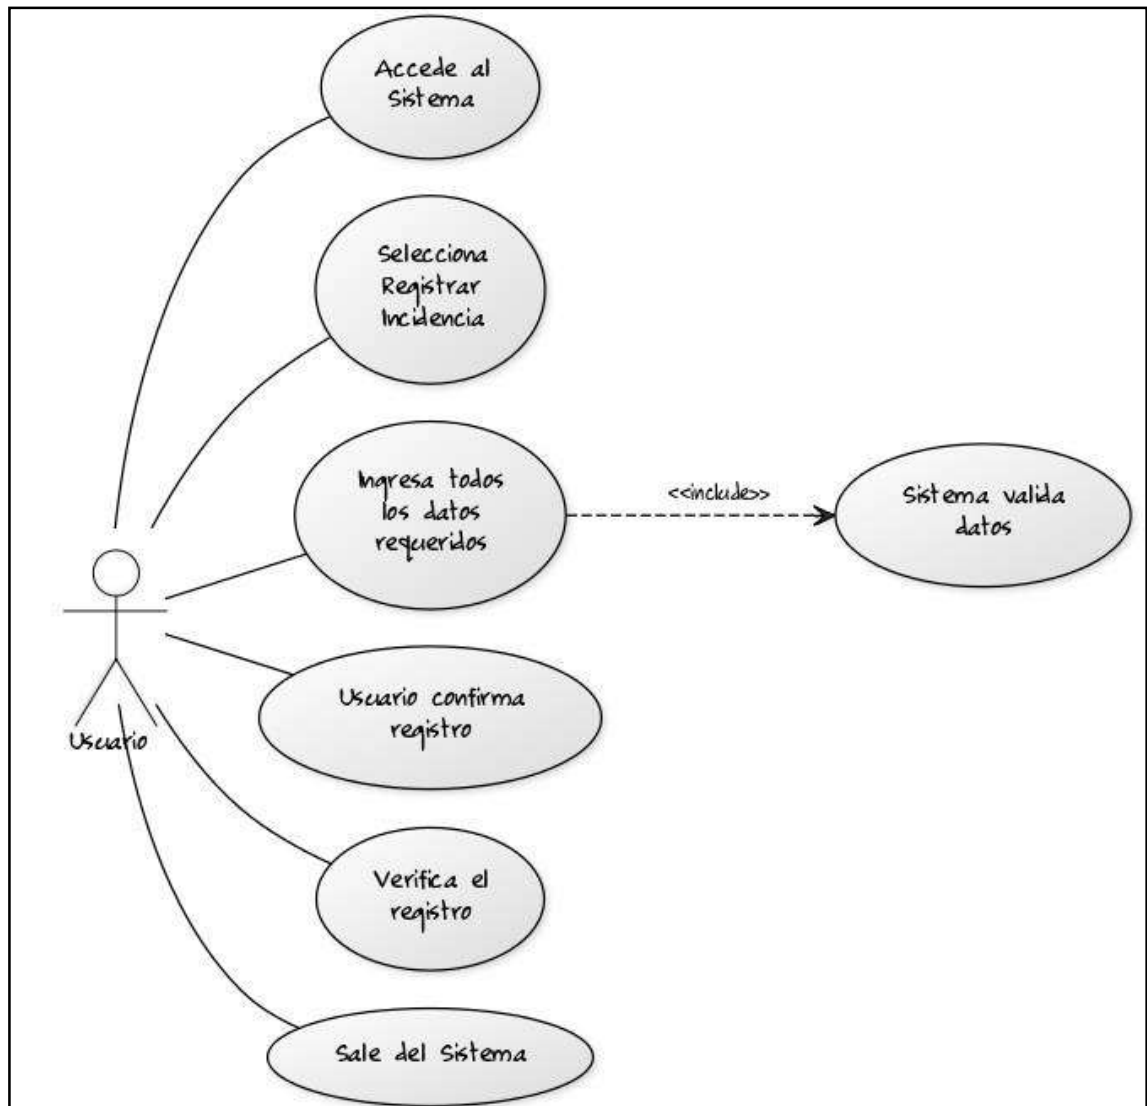 Accede al
Sistema
Selecciona
Registrar
Incidencia
Ingresa todos
los datos
requeridos
<<include>>
Sistema valida
datos
Usuario confirma
registro
Usuario
Verifica el
registro
Sale del Sistema